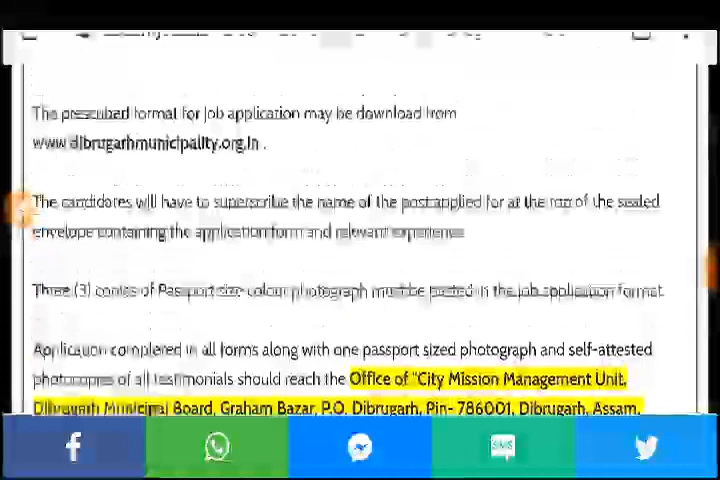 The prescribed format for job application may be download from
www.dibrugarhmunicipality.org.in .
The candidates will have to superscribe the name of the post applied for at the top of the sealed
envelope containing the application form and relevant experience
Three (3) copies of Passport size colour photograph must be pasted in the job application format.
Application completed in all forms along with one passport sized photograph and self-attested
photocopies of all testimonials should reach the Office of "City Mission Management Unit,
Dibrugarh Municipal Board, Graham Bazar, P.O. Dibrugarh, Pin- 786001, Dibrugarh, Assam,
SMS